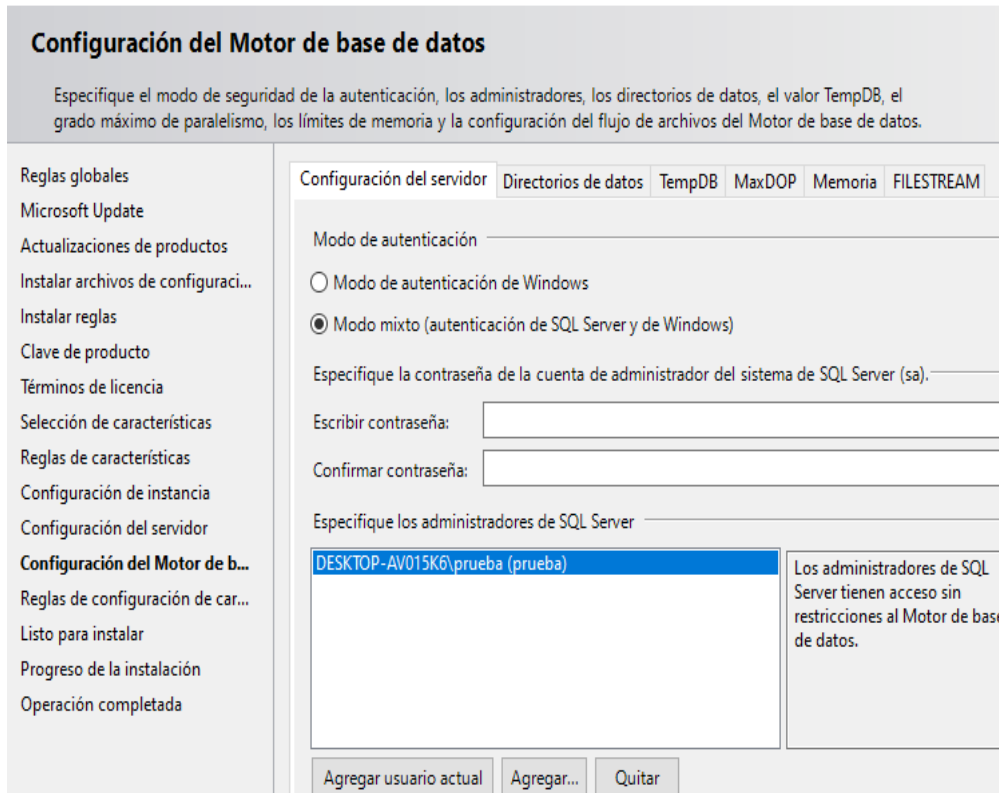 Configuración del Motor de base de datos
Especifique el modo de seguridad de la autenticación, los administradores, los directorios de datos, el valor TempDB, el
grado máximo de paralelismo, los límites de memoria y la configuración del flujo de archivos del Motor de base de datos.
Reglas globales
Microsoft Update
Actualizaciones de productos
Instalar archivos de configuraci...
Instalar reglas
Clave de producto
Términos de licencia
Selección de características
Reglas de características
Configuración de instancia
Configuración del servidor
Configuración del Motor de b...
Reglas de configuración de car...
Listo para instalar
Progreso de la instalación
Operación completada
Configuración del servidor Directorios de datos TempDB MaxDOP Memoria FILESTREAM
Modo de autenticación
Modo de autenticación de Windows
Modo mixto (autenticación de SQL Server y de Windows)
Especifique la contraseña de la cuenta de administrador del sistema de SQL Server (sa).
Escribir contraseña:
Confirmar contraseña:
Especifique los administradores de SQL Server
DESKTOP-AV015K6\prueba (prueba)
Los administradores de SQL
Server tienen acceso sin
restricciones al Motor de base
de datos.
Agregar usuario actual Agregar... Quitar